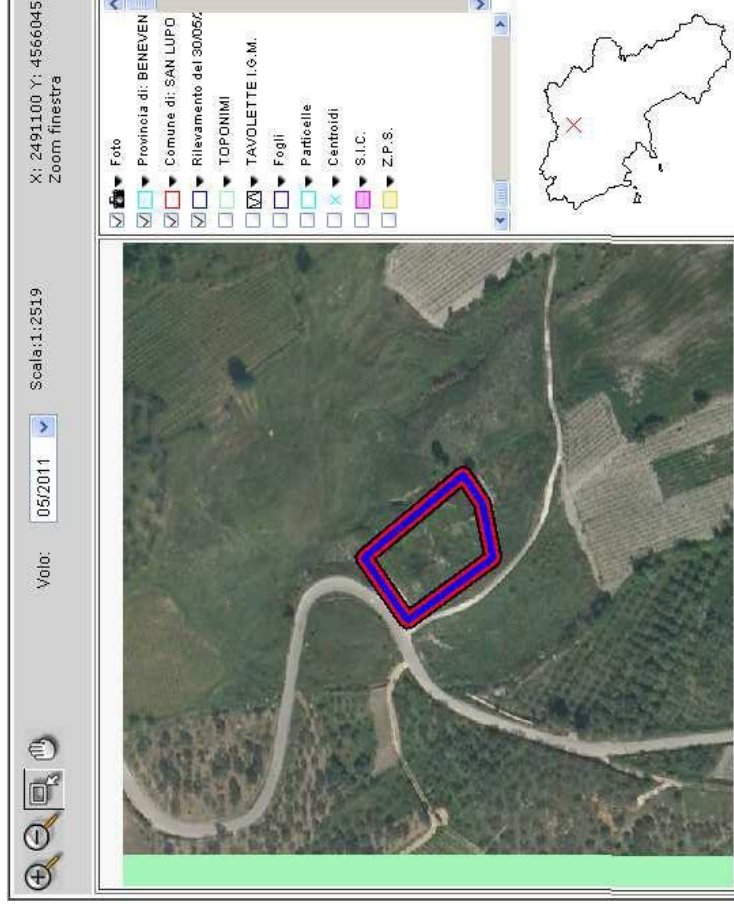 Volo: 05/2011 Scala:1:2519 X: 2491100 Y: 4566045
Zoom finestra
Foto
Provincia di: BENEVEN
Comune di: SAN LUPO
Rilevamento del 30/05/
TOPONIMI
TAVOLETTE I.G.M.
Fogli
Particelle
Centroidi
S.I.C.
Z.P.S.